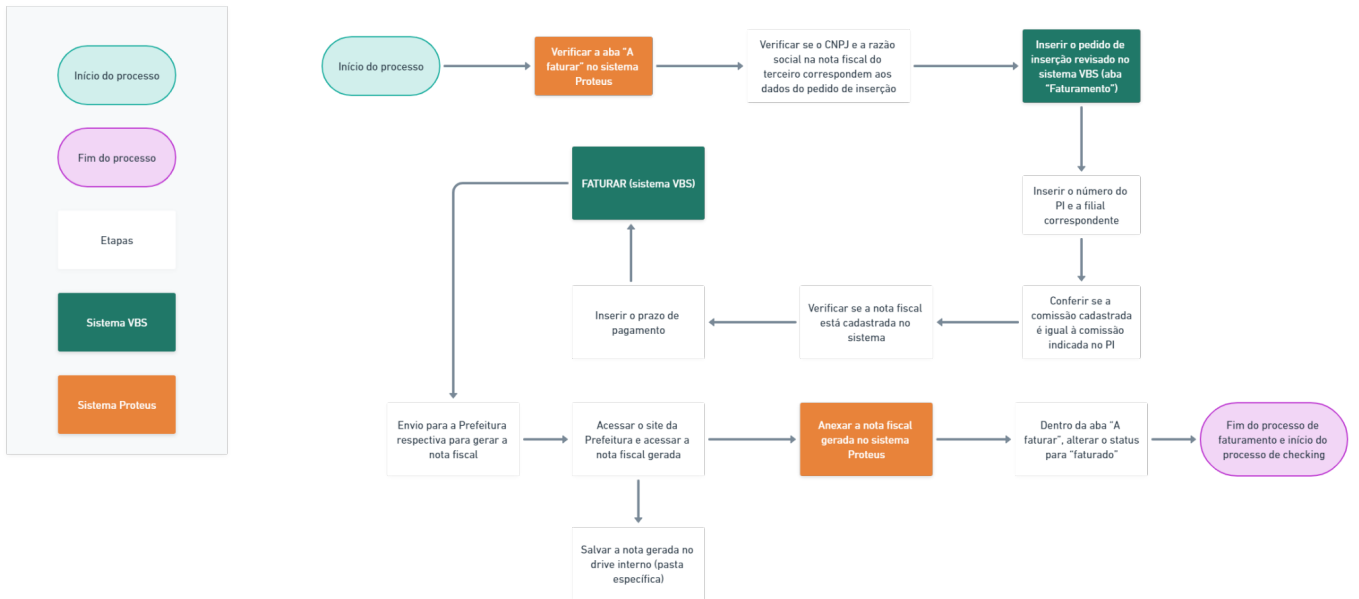 Início do processo
Fim do processo
Etapas
Sistema VBS
Sistema Proteus
Início do processo
Verificar a aba “A
faturar” no sistema
Proteus
Verificar se o CNPJ e a razão
social na nota fiscal do
terceiro correspondem aos
dados do pedido de inserção
Inserir o pedido de
inserção revisado no
sistema VBS (aba
“Faturamento”)
Inserir o número do
PI e a filial
correspondente
Conferir se a
comissão cadastrada
é igual à comissão
indicada no PI
Verificar se a nota fiscal
está cadastrada no
sistema
Inserir o prazo de
pagamento
FATURAR (sistema VBS)
Envio para a Prefeitura
respectiva para gerar a
nota fiscal
Acessar o site da
Prefeitura e acessar a
nota fiscal gerada
Salvar a nota gerada no
drive interno (pasta
específica)
Anexar a nota fiscal
gerada no sistema
Proteus
Dentro da aba “A
faturar”, alterar o status
para “faturado”
Fim do processo de
faturamento e início do
processo de checking